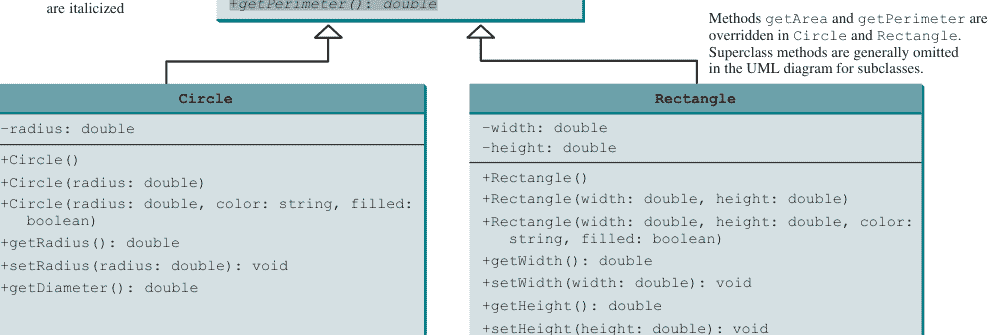 are italicized
+getPerimeter(): double
Methods getArea and getPerimeter are
overridden in Circle and Rectangle.
Superclass methods are generally omitted
in the UML diagram for subclasses.
Circle
-radius: double
+Circle()
+Circle(radius: double)
+Circle(radius: double, color: string, filled:
boolean)
+getRadius(): double
+setRadius(radius: double): void
+getDiameter(): double
Rectangle
-width: double
-height: double
+Rectangle()
+Rectangle(width: double, height: double)
+Rectangle(width: double, height: double, color:
string, filled: boolean)
+getWidth(): double
+setWidth(width: double): void
+getHeight(): double
+setHeight(height: double): void